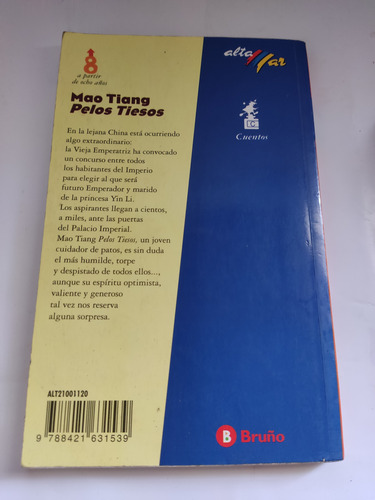 8
a partir
de ocho años
Mao Tiang
Pelos Tiesos
En la lejana China está ocurriendo
algo extraordinario:
la Vieja Emperatriz ha convocado
un concurso entre todos
los habitantes del Imperio
para elegir al que será
futuro Emperador y marido
de la princesa Yin Li.
Los aspirantes llegan a cientos,
a miles, ante las puertas
del Palacio Imperial.
Mao Tiang Pelos Tiesos, un joven
cuidador de patos, es sin duda
el más humilde, torpe
y despistado de todos ellos...,
aunque su espíritu optimista,
valiente y generoso
tal vez nos reserva
alguna sorpresa.
ALT21001120
9 788421 631539
alta Mar
C
Cuentos
B Bruño